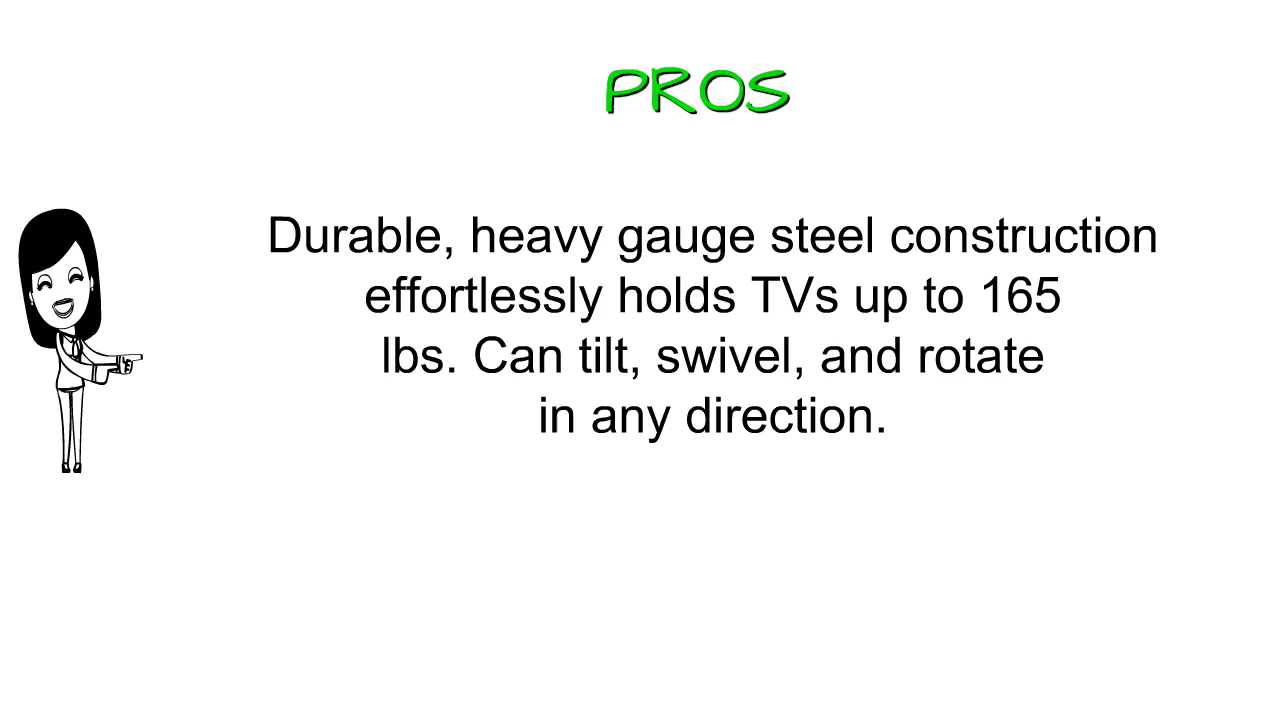 PROS
Durable, heavy gauge steel construction
effortlessly holds TVs up to 165
lbs. Can tilt, swivel, and rotate
in any direction.